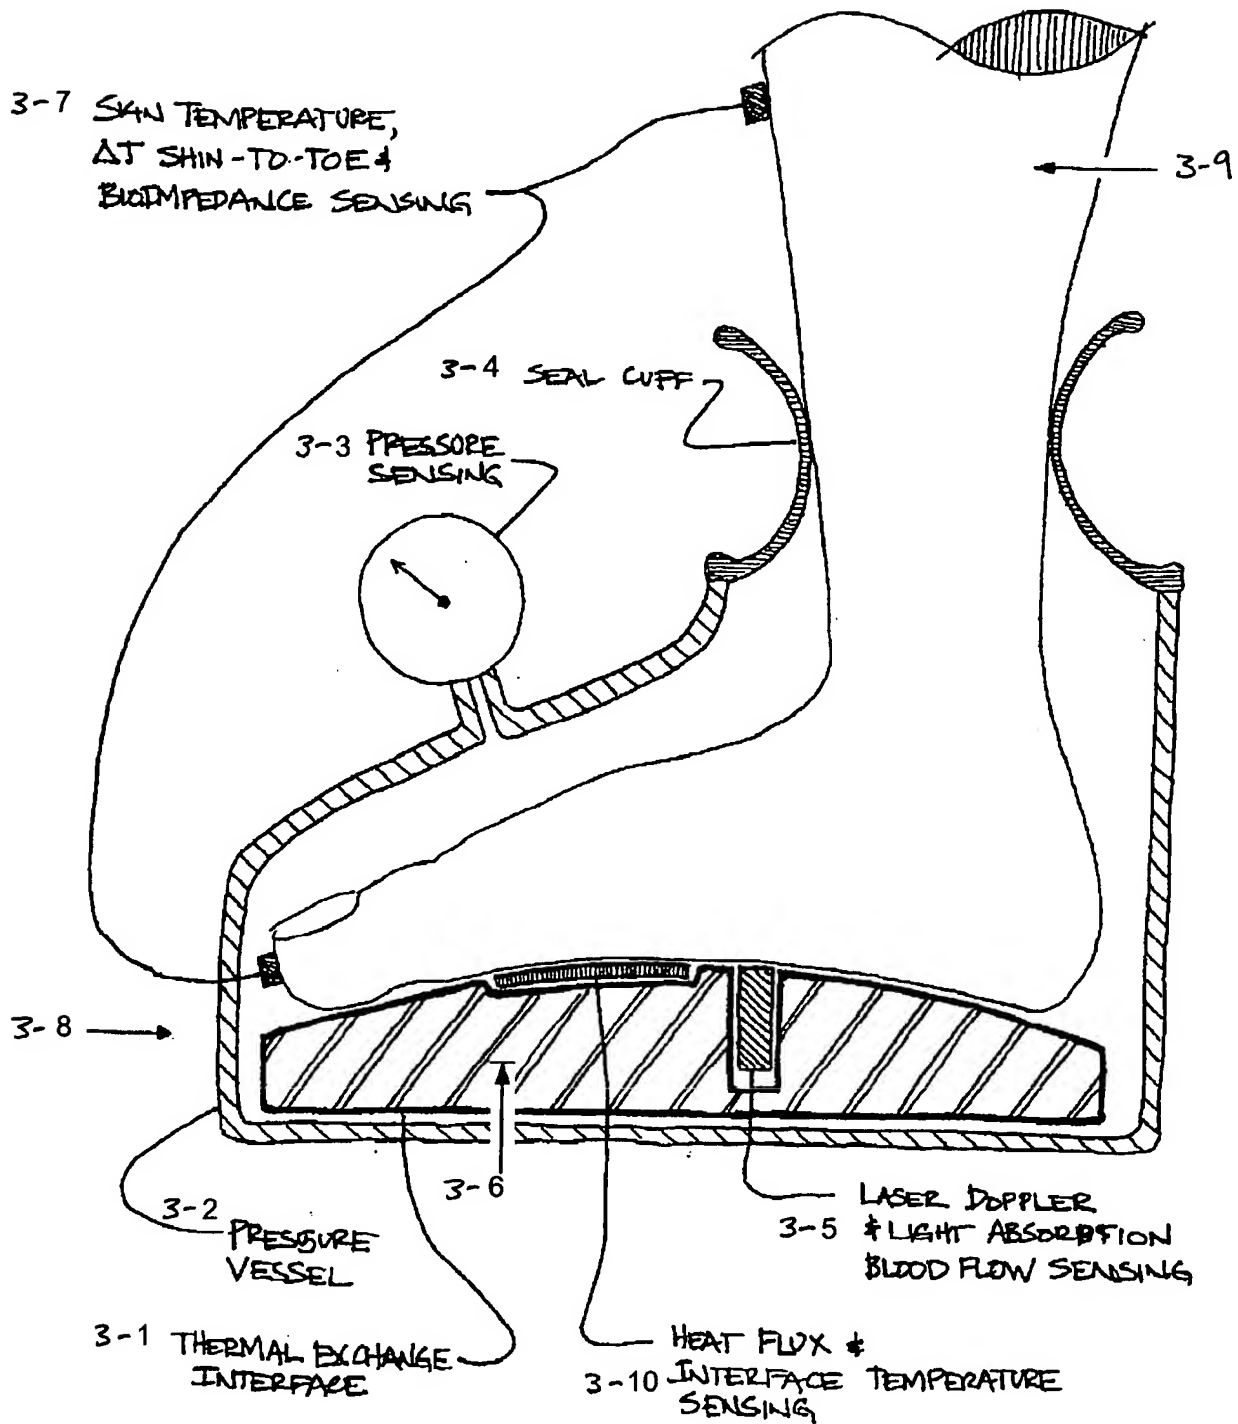 3-7 SKIN TEMPERATURE,
ΔT SHIN-TO-TOE &
BIOIMPEDANCE SENSING
3-9
3-4 SEAL CUFF
3-3 PRESSURE
SENSING
3-8
3-6
3-2 PRESSURE
VESSEL
LASER DOPPLER
3-5 & LIGHT ABSORPTION
BLOOD FLOW SENSING
3-1 THERMAL EXCHANGE
INTERFACE
HEAT FLUX &
3-10 INTERFACE TEMPERATURE
SENSING